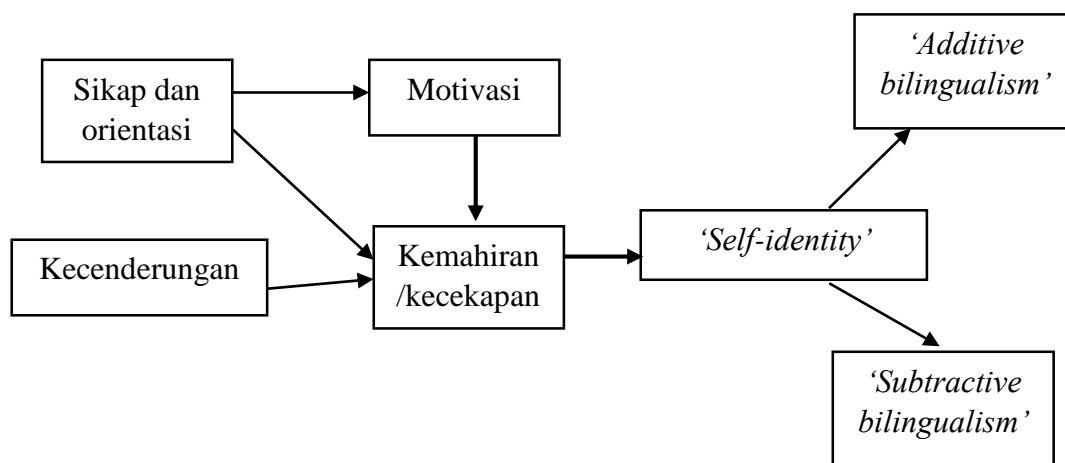 Sikap dan
orientasi
Motivasi
‘Additive
bilingualism’
Kecenderungan
Kemahiran
/kecekapan
‘Self-identity’
‘Subtractive
bilingualism’